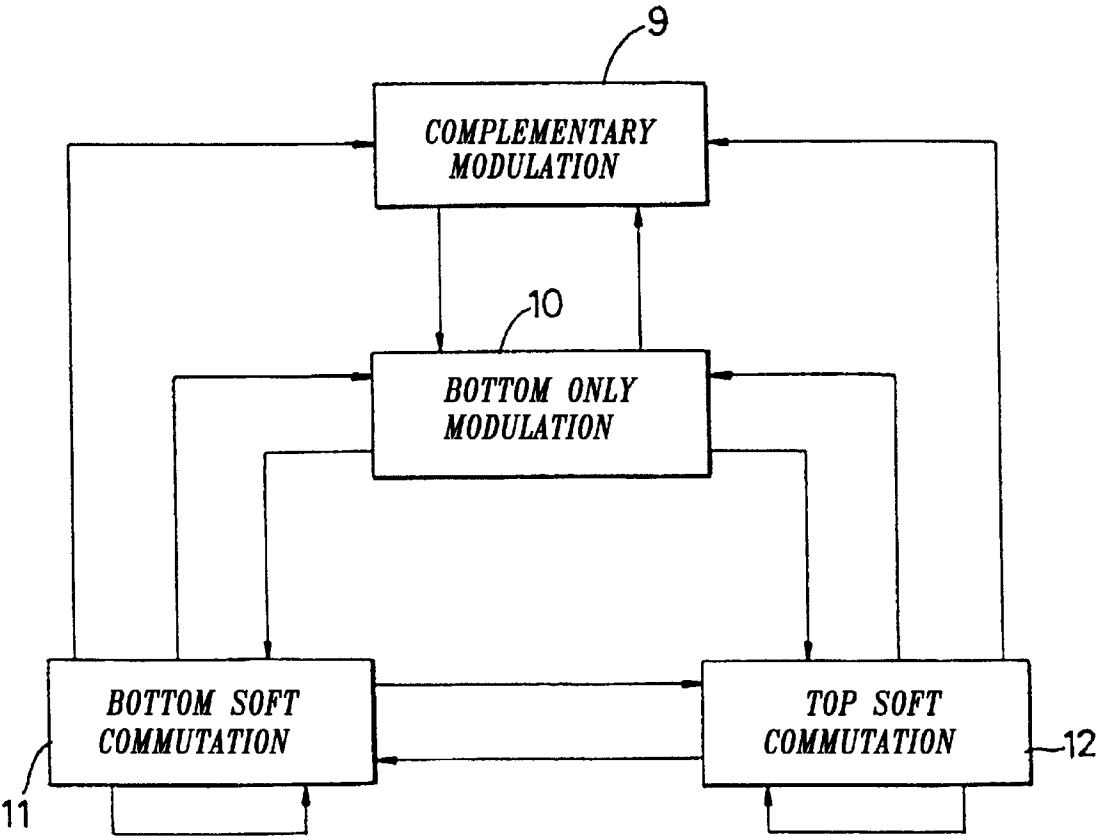 9
COMPLEMENTARY
MODULATION
10
BOTTOM ONLY
MODULATION
BOTTOM SOFT
COMMUTATION
11
TOP SOFT
COMMUTATION
12